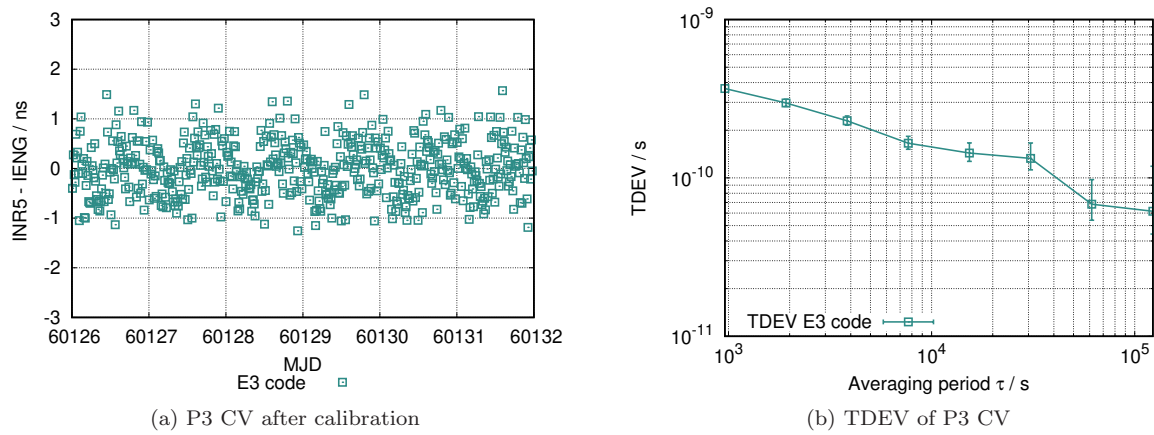 3
2
1
0
-1
-2
-3
INR5 - IENG / ns
60126 60127 60128 60129 60130 60131 60132
MJD
E3 code
(a) P3 CV after calibration
10^-9
10^-10
10^-11
TDEV / s
TDEV E3 code
10^3 10^4 10^5
Averaging period τ / s
(b) TDEV of P3 CV